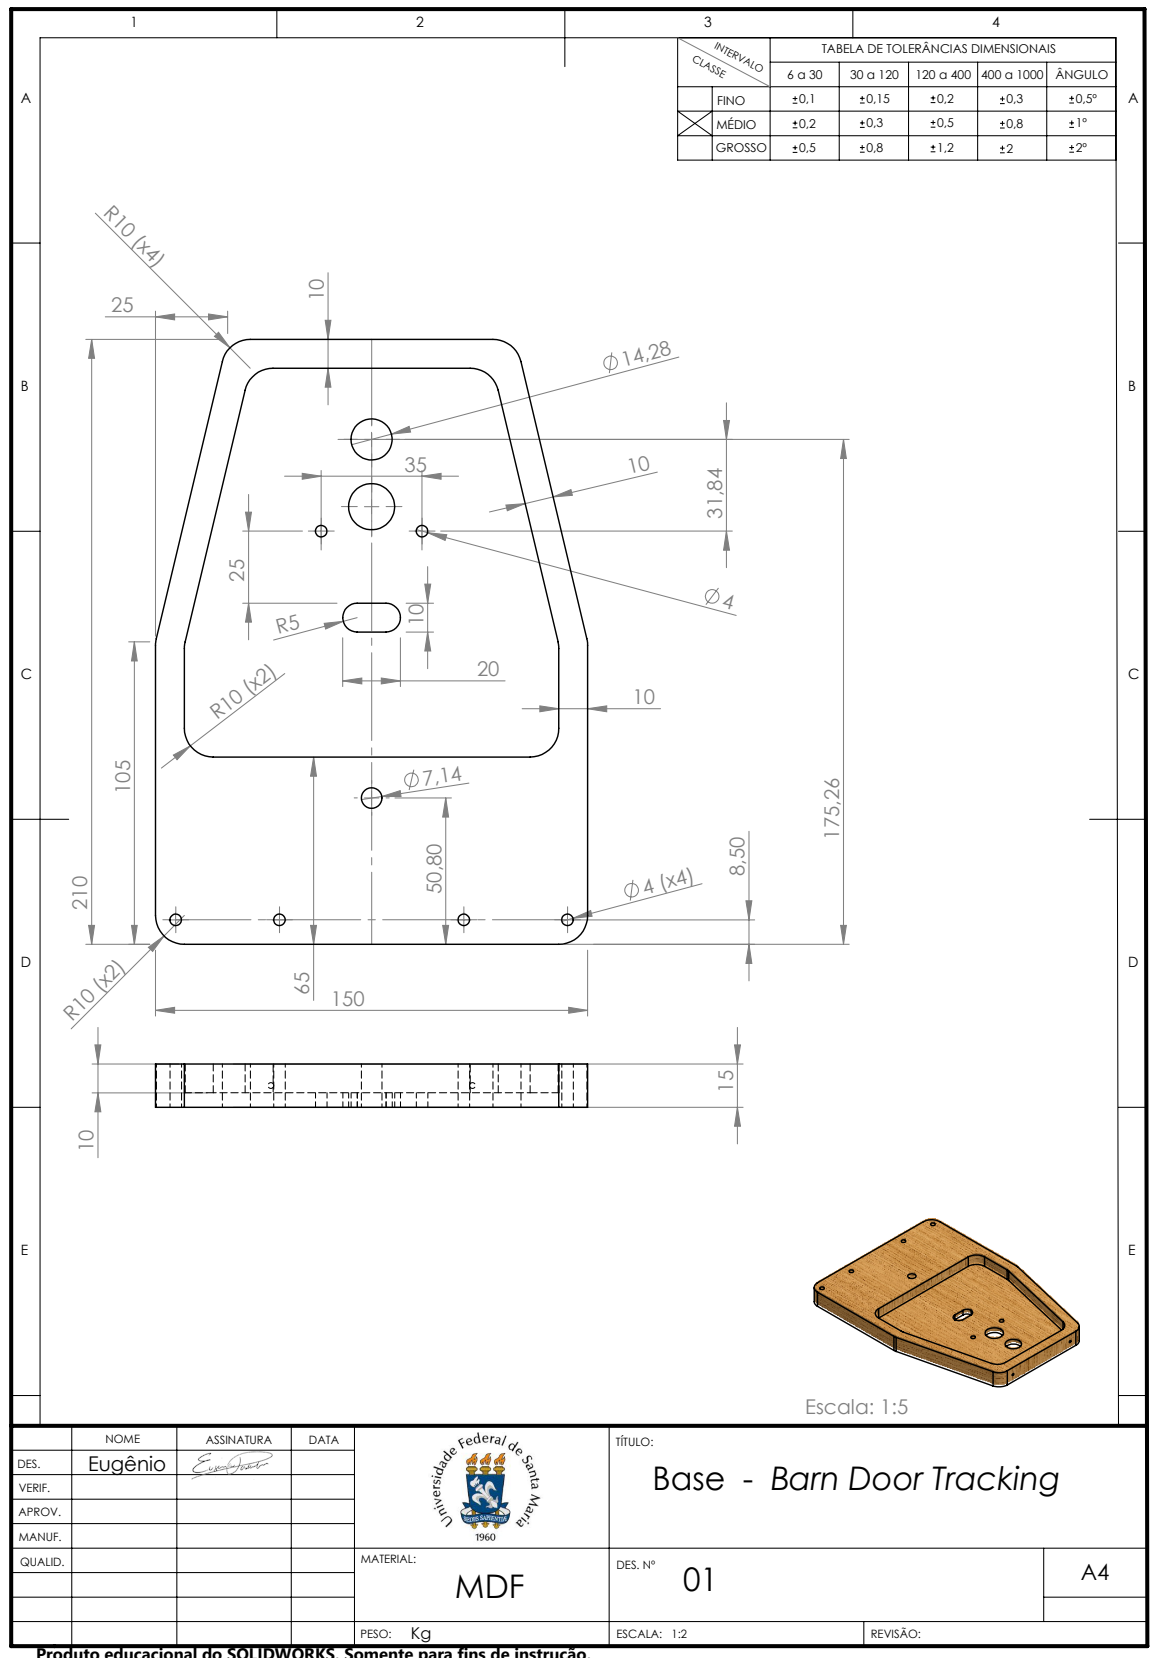 1 2 3 4
INTERVALO
CLASSE
TABELA DE TOLERÂNCIAS DIMENSIONAIS
6 a 30 30 a 120 120 a 400 400 a 1000 ÂNGULO
FINO ±0,1 ±0,15 ±0,2 ±0,3 ±0,5°
MÉDIO ±0,2 ±0,3 ±0,5 ±0,8 ±1°
GROSSO ±0,5 ±0,8 ±1,2 ±2 ±2°
A A
R10 (x4)
25
10
Ø14,28
B B
35
10
31,84
25
Ø4
10
R5
20
C C
R10 (x2)
10
105
Ø7,14
175,26
50,80
8,50
Ø4 (x4)
210
D D
R10 (x2)
65
150
15
10
E E
Escala: 1:5
NOME ASSINATURA DATA
DES. Eugênio
VERIF.
APROV.
MANUF.
QUALID.
Universidade Federal de Santa Maria
SEDES SAPIENTIAE
1960
TÍTULO:
Base - Barn Door Tracking
MATERIAL:
MDF
DES. Nº 01
A4
PESO: Kg
ESCALA: 1:2
REVISÃO:
Produto educacional do SOLIDWORKS. Somente para fins de instrução.